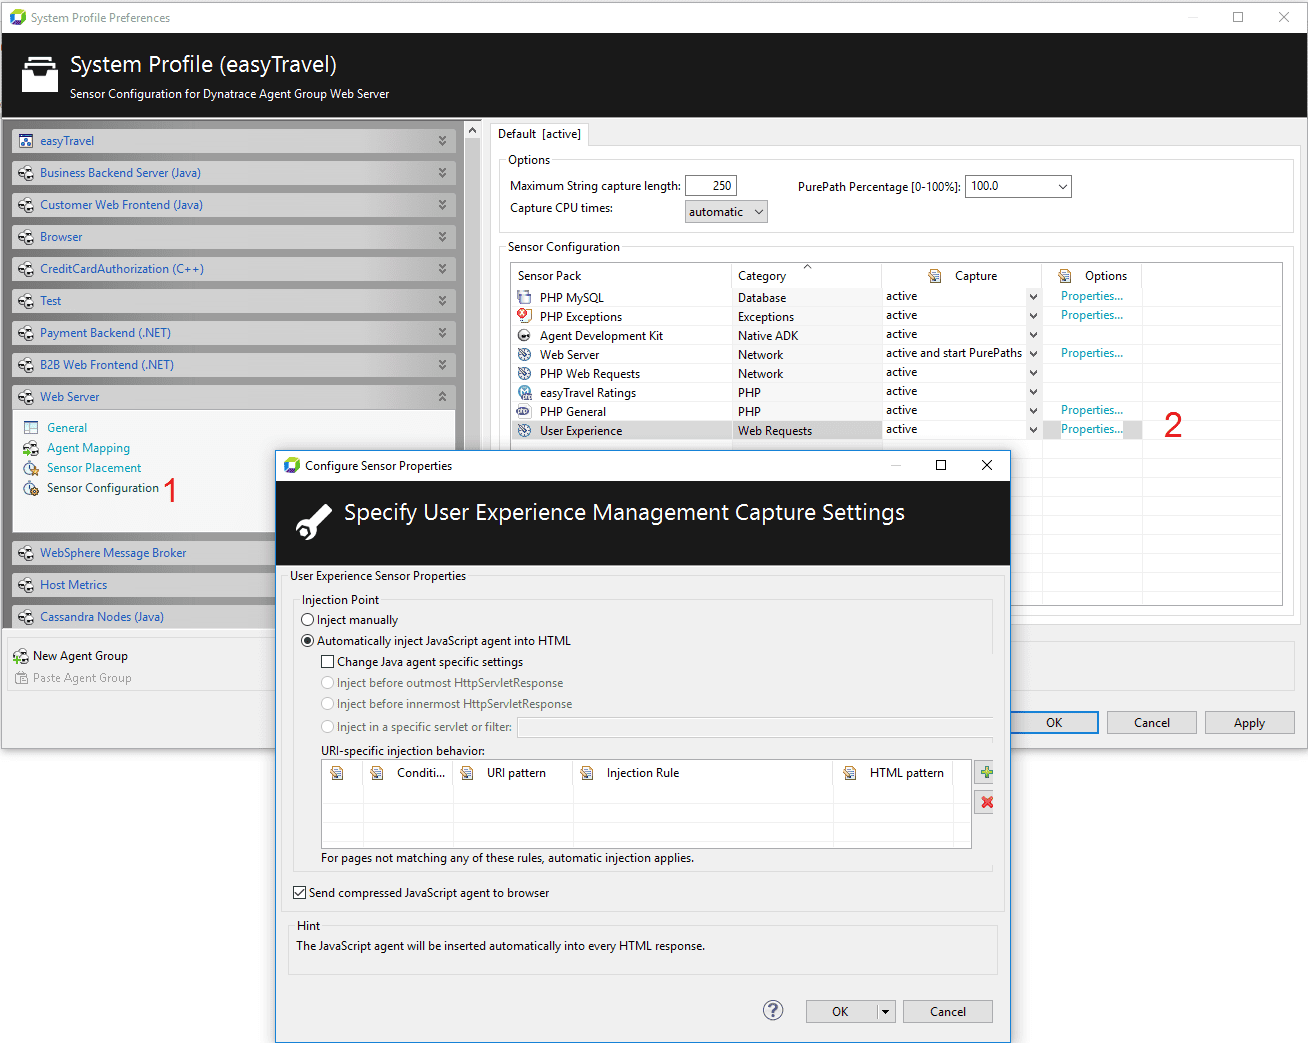 System Profile Preferences
System Profile (easyTravel)
Sensor Configuration for Dynatrace Agent Group Web Server
easyTravel
Business Backend Server (Java)
Customer Web Frontend (Java)
Browser
CreditCardAuthorization (C++)
Test
Payment Backend (.NET)
B2B Web Frontend (.NET)
Web Server
General
Agent Mapping
Sensor Placement
Sensor Configuration 1
WebSphere Message Broker
Host Metrics
Cassandra Nodes (Java)
New Agent Group
Paste Agent Group
Default [active]
Options
Maximum String capture length: 250 PurePath Percentage [0-100%]: 100.0
Capture CPU times: automatic
Sensor Configuration
Sensor Pack Category Capture Options
PHP MySQL Database active Properties...
PHP Exceptions Exceptions active Properties...
Agent Development Kit Native ADK active
Web Server Network active and start PurePaths Properties...
PHP Web Requests Network active
easyTravel Ratings PHP active
PHP General PHP active Properties...
User Experience Web Requests active Properties... 2
OK Cancel Apply
Configure Sensor Properties
Specify User Experience Management Capture Settings
User Experience Sensor Properties
Injection Point
Inject manually
Automatically inject JavaScript agent into HTML
Change Java agent specific settings
Inject before outmost HttpServletResponse
Inject before innermost HttpServletResponse
Inject in a specific servlet or filter:
URI-specific injection behavior:
Conditi... URI pattern Injection Rule HTML pattern
For pages not matching any of these rules, automatic injection applies.
Send compressed JavaScript agent to browser
Hint
The JavaScript agent will be inserted automatically into every HTML response.
? OK Cancel